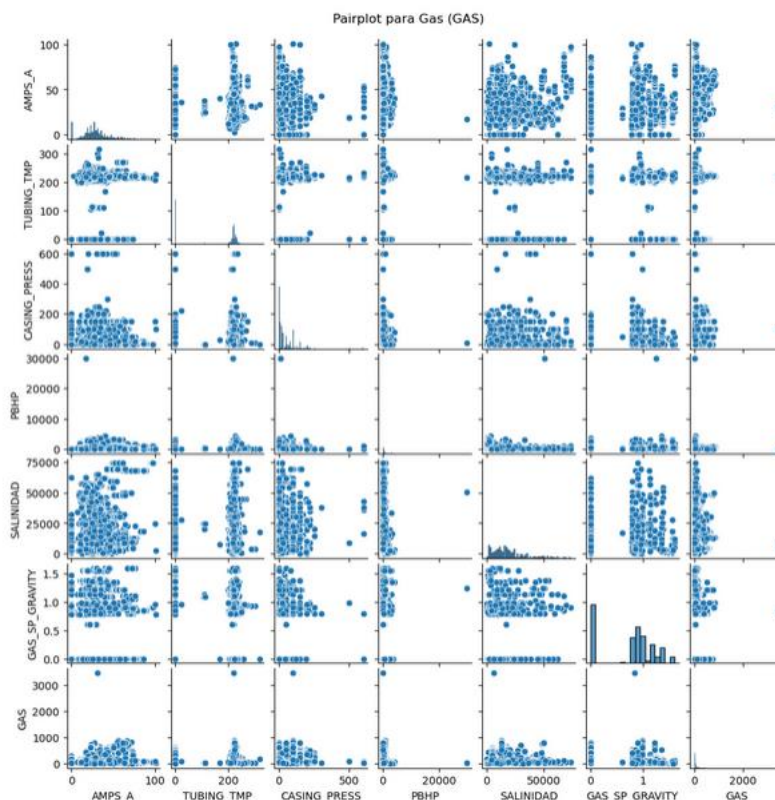 Pairplot para Gas (GAS)
100
50
0
AMPS_A
300
200
100
0
TUBING_TMP
600
400
200
0
CASING_PRESS
30000
20000
10000
0
PBHP
75000
50000
25000
0
SALINIDAD
1.5
1.0
0.5
0.0
GAS_SP_GRAVITY
3000
2000
1000
0
GAS
0 100 0 200 0 500 0 20000 0 50000 0 1 0 2000
AMPS_A TUBING_TMP CASING_PRESS PBHP SALINIDAD GAS_SP_GRAVITY GAS